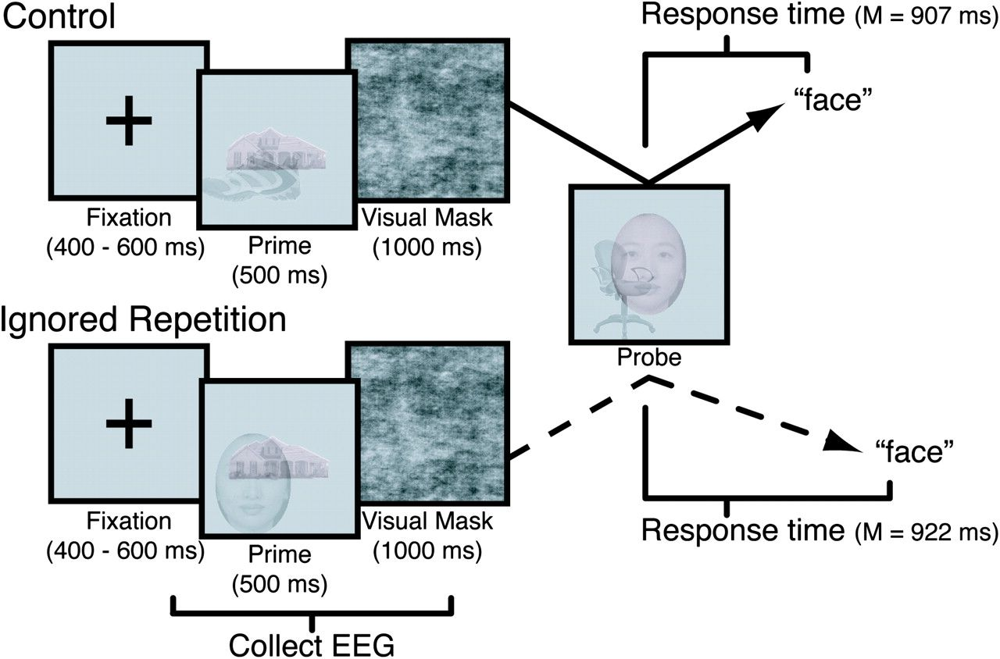 Control
Response time (M = 907 ms)
“face”
Fixation
(400 - 600 ms)
Prime
(500 ms)
Visual Mask
(1000 ms)
Probe
Ignored Repetition
Fixation
(400 - 600 ms)
Prime
(500 ms)
Visual Mask
(1000 ms)
“face”
Response time (M = 922 ms)
Collect EEG